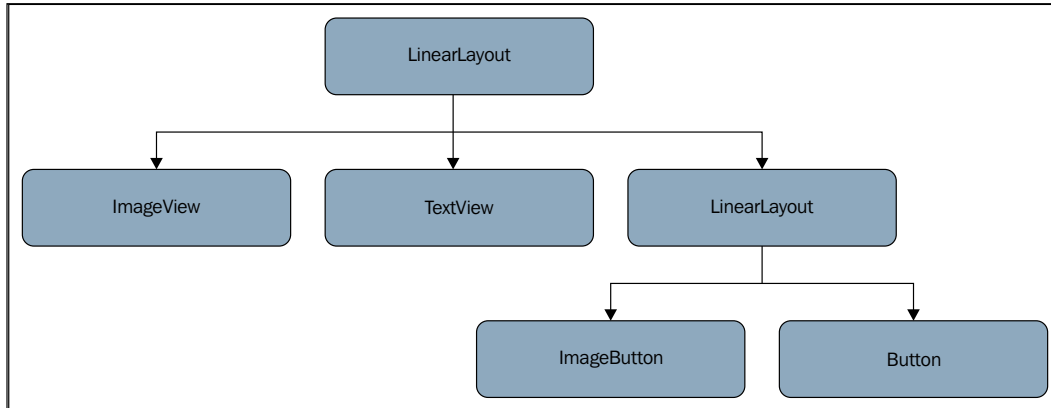 LinearLayout
ImageView
TextView
LinearLayout
ImageButton
Button